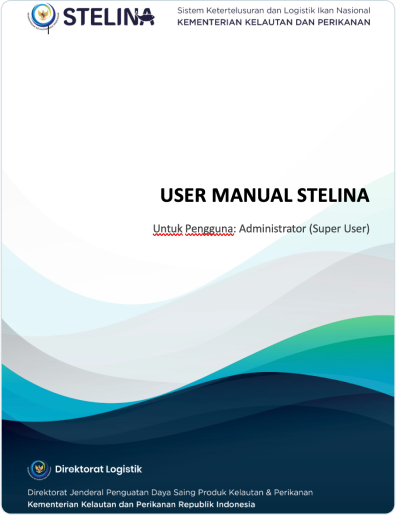 STELINA
Sistem Ketertelusuran dan Logistik Ikan Nasional
KEMENTERIAN KELAUTAN DAN PERIKANAN
USER MANUAL STELINA
Untuk Pengguna: Administrator (Super User)
Direktorat Logistik
Direktorat Jenderal Penguatan Daya Saing Produk Kelautan & Perikanan
Kementerian Kelautan dan Perikanan Republik Indonesia